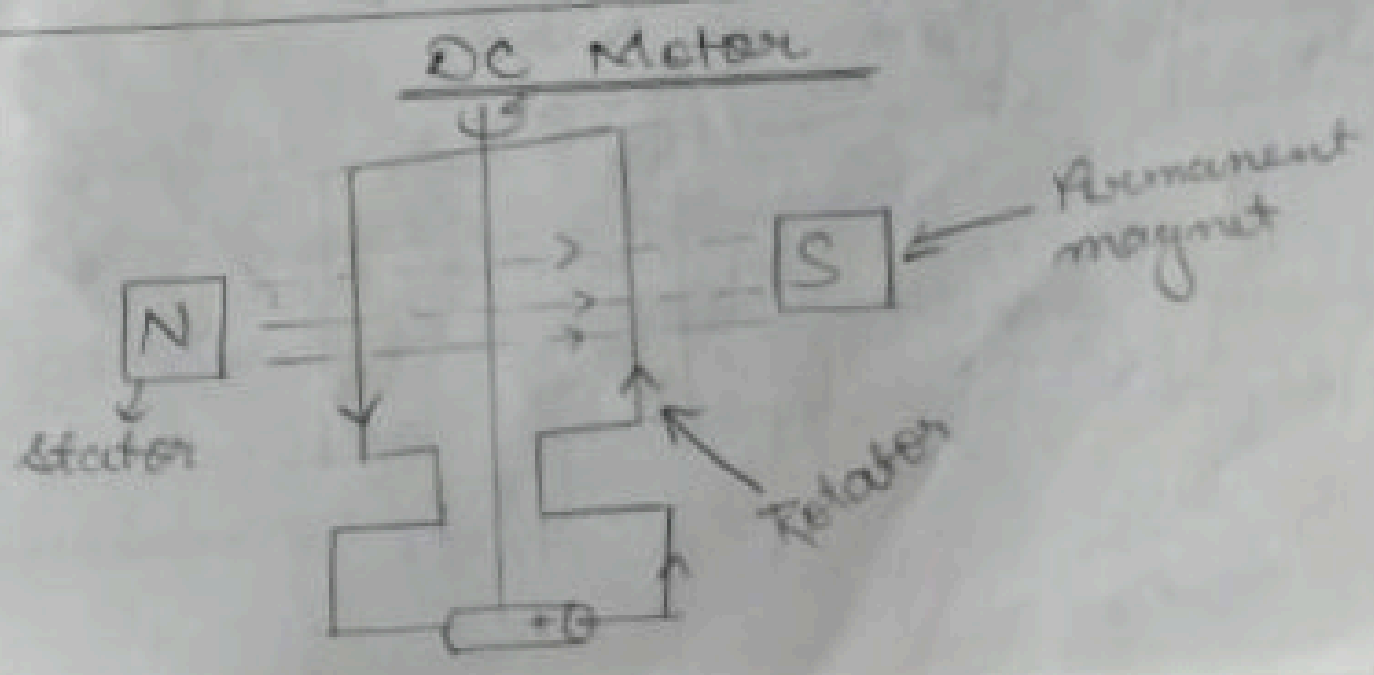 DC Motor
Permanent
magnet
N
S
Stator
Rotator
+